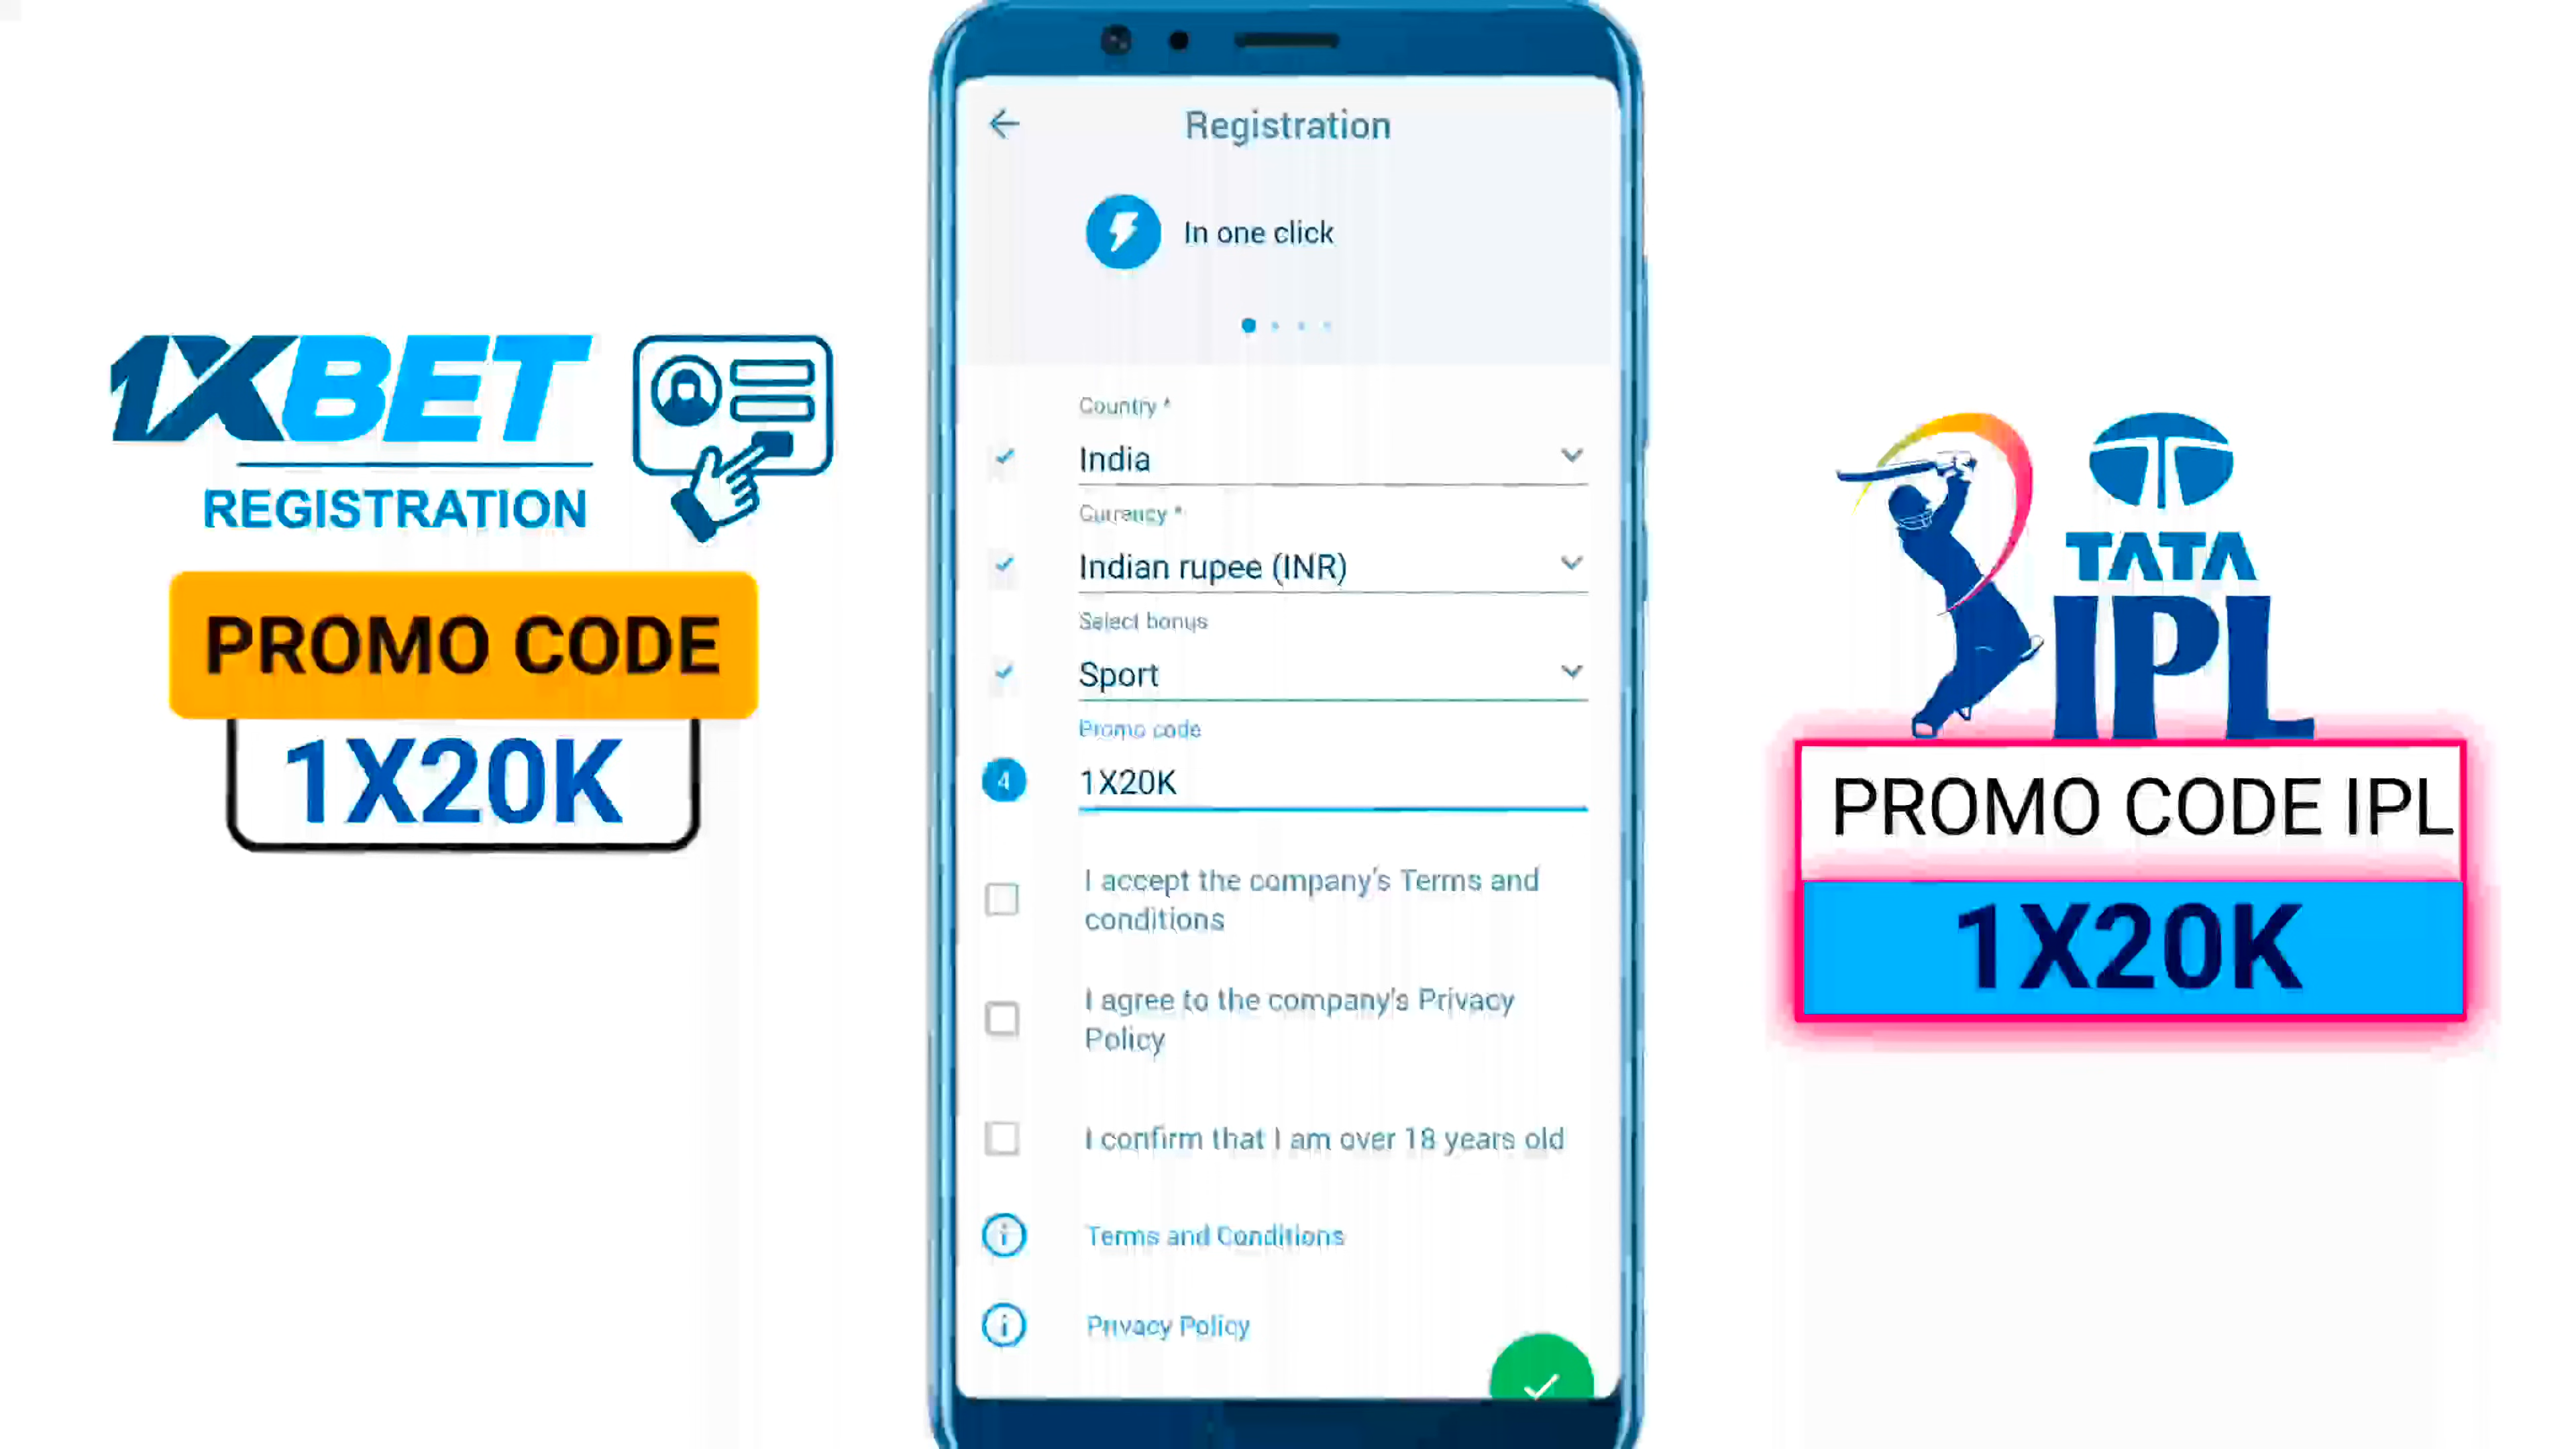 1XBET
REGISTRATION
PROMO CODE
1X20K
Registration
In one click
Country *
India
Currency *
Indian rupee (INR)
Select bonus
Sport
Promo code
4
1X20K
I accept the company's Terms and
conditions
I agree to the company's Privacy
Policy
I confirm that I am over 18 years old
Terms and Conditions
Privacy Policy
TATA
IPL
PROMO CODE IPL
1X20K